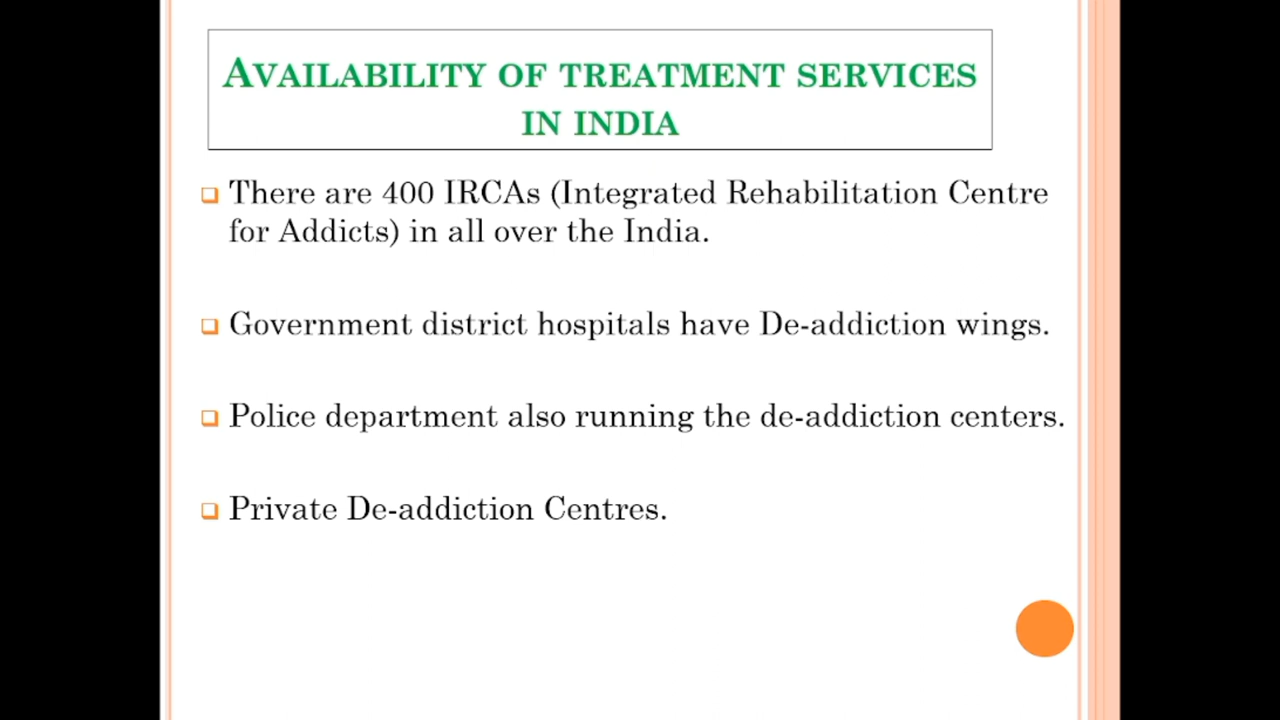 AVAILABILITY OF TREATMENT SERVICES
IN INDIA
There are 400 IRCAs (Integrated Rehabilitation Centre
for Addicts) in all over the India.
Government district hospitals have De-addiction wings.
Police department also running the de-addiction centers.
Private De-addiction Centres.